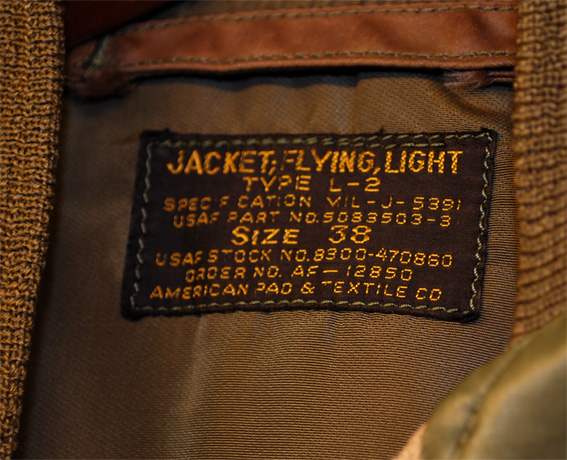 JACKET, FLYING, LIGHT
TYPE L-2
SPECIFICATION MIL-J-5391
USAF PART NO. 5083503-3
SIZE 38
USAF STOCK NO. 8300-470860
ORDER NO. AF-12850
AMERICAN PAD & TEXTILE CO